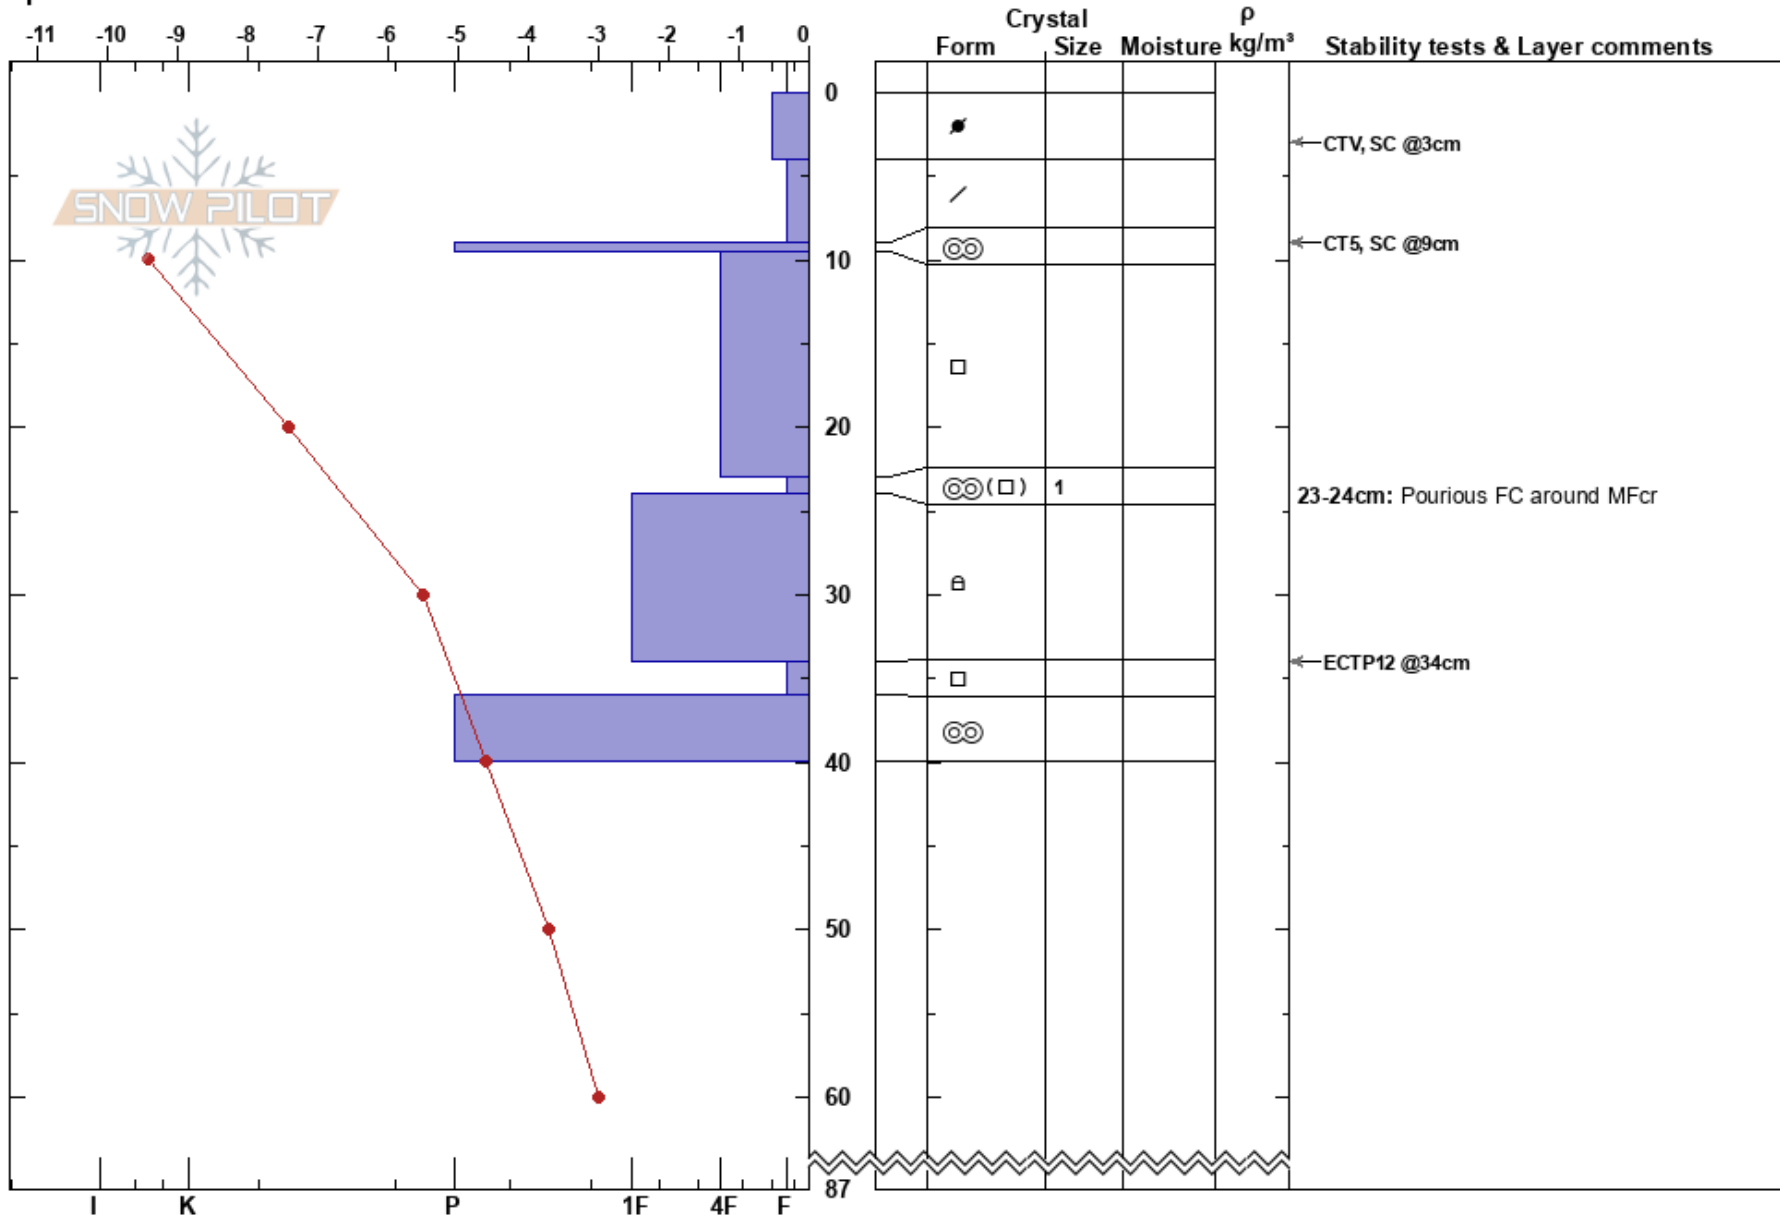 Crystal ρ
-11 -10 -9 -8 -7 -6 -5 -4 -3 -2 -1 0 Form Size Moisture kg/m³ Stability tests & Layer comments
0
CTV, SC @3cm
SNOW PILOT
CT5, SC @9cm
10
20
1
23-24cm: Pourious FC around MFcr
30
ECTP12 @34cm
40
50
60
87
I K P 1F 4F F